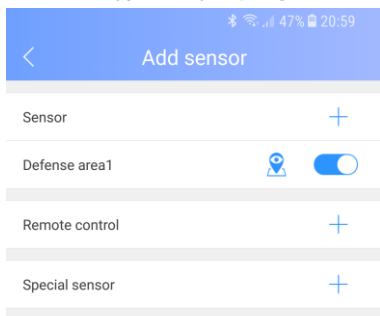 47% 20:59
Add sensor
Sensor
Defense area1
Remote control
Special sensor